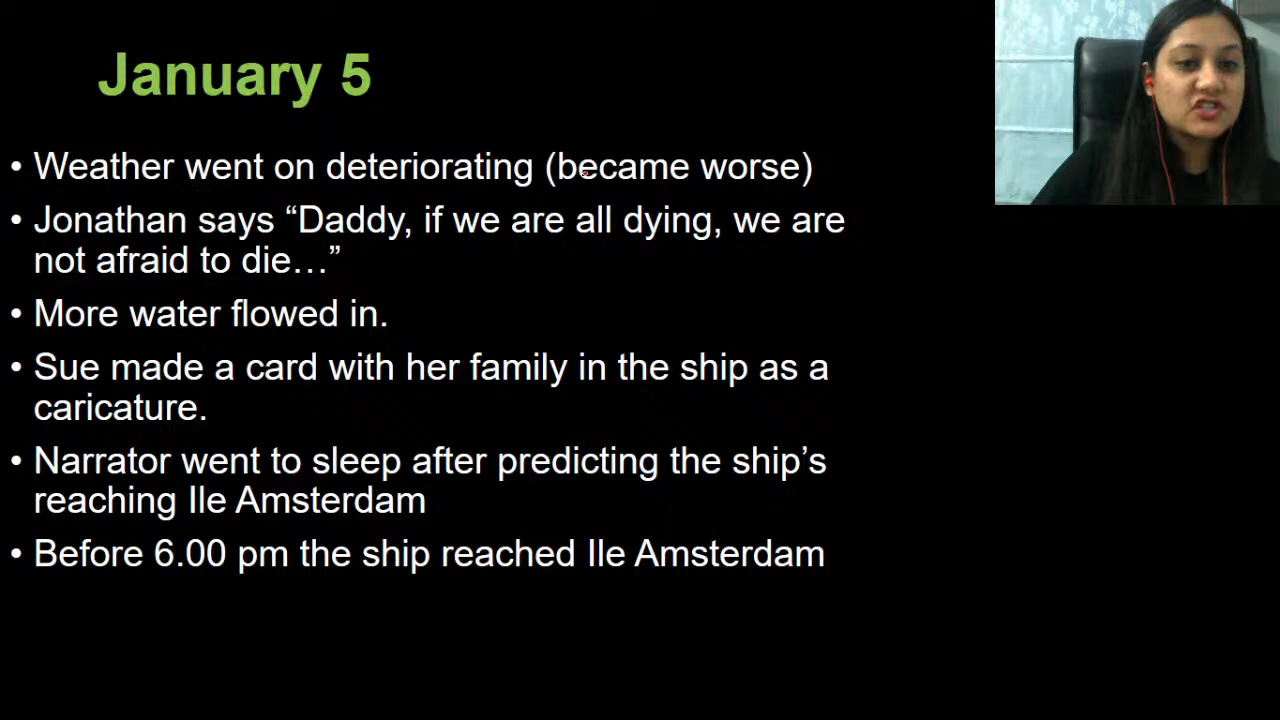 January 5
• Weather went on deteriorating (became worse)
• Jonathan says “Daddy, if we are all dying, we are
not afraid to die…”
• More water flowed in.
• Sue made a card with her family in the ship as a
caricature.
• Narrator went to sleep after predicting the ship’s
reaching Ile Amsterdam
• Before 6.00 pm the ship reached Ile Amsterdam